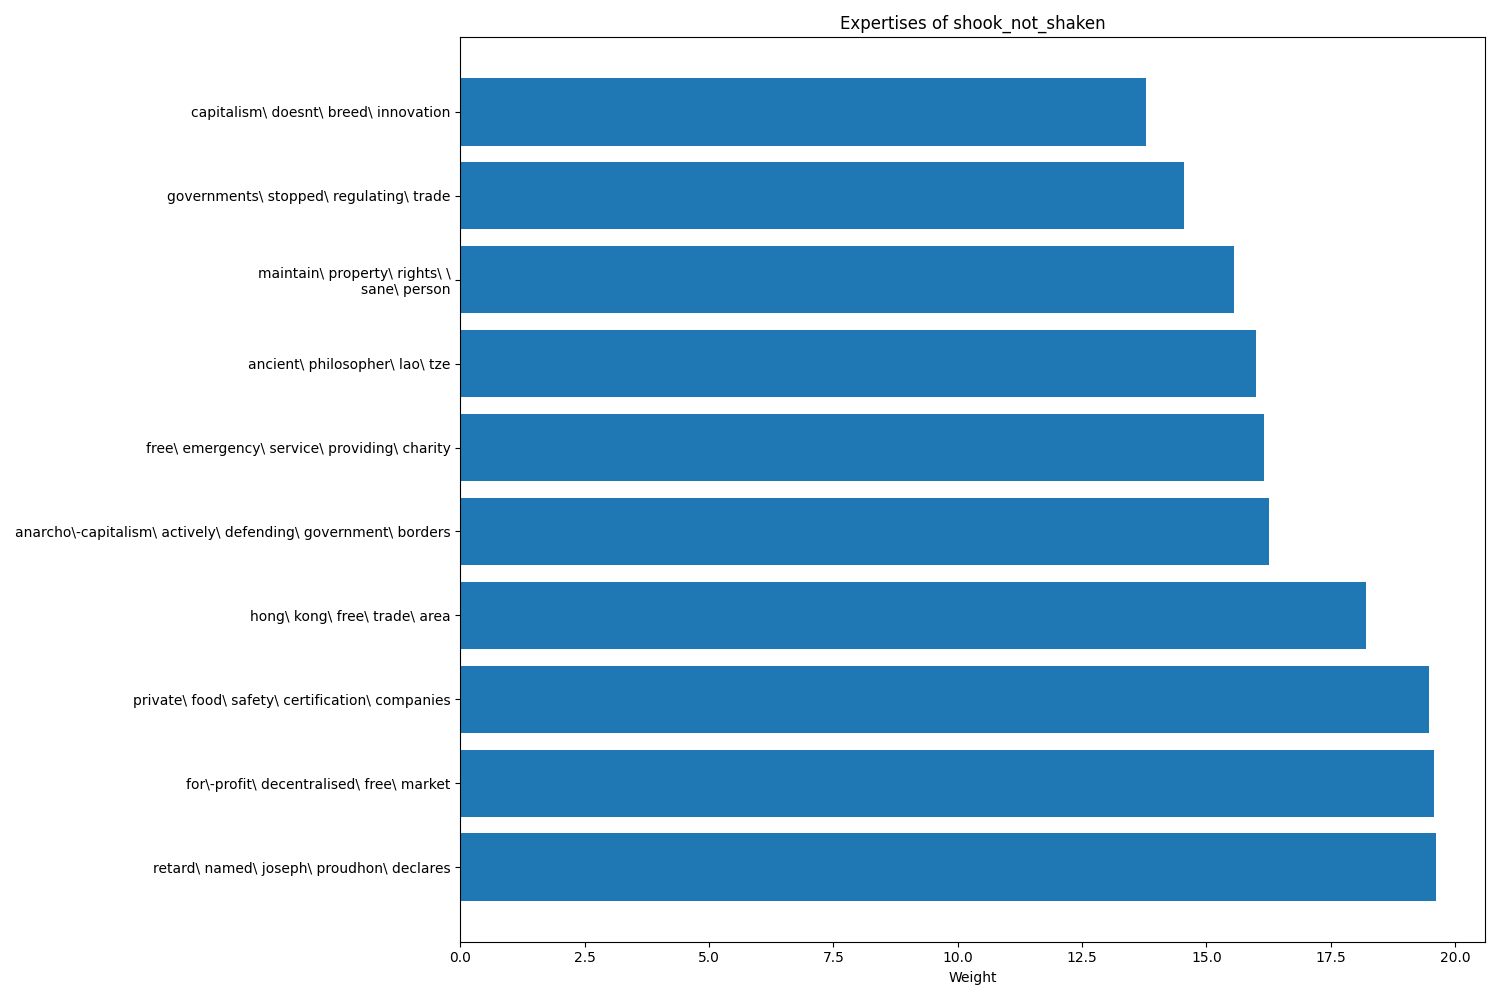 Expertises of shook_not_shaken
capitalism\ doesnt\ breed\ innovation
governments\ stopped\ regulating\ trade
maintain\ property\ rights\ \
sane\ person
ancient\ philosopher\ lao\ tze
free\ emergency\ service\ providing\ charity
anarcho\-capitalism\ actively\ defending\ government\ borders
hong\ kong\ free\ trade\ area
private\ food\ safety\ certification\ companies
for\-profit\ decentralised\ free\ market
retard\ named\ joseph\ proudhon\ declares
0.0 2.5 5.0 7.5 10.0 12.5 15.0 17.5 20.0
Weight